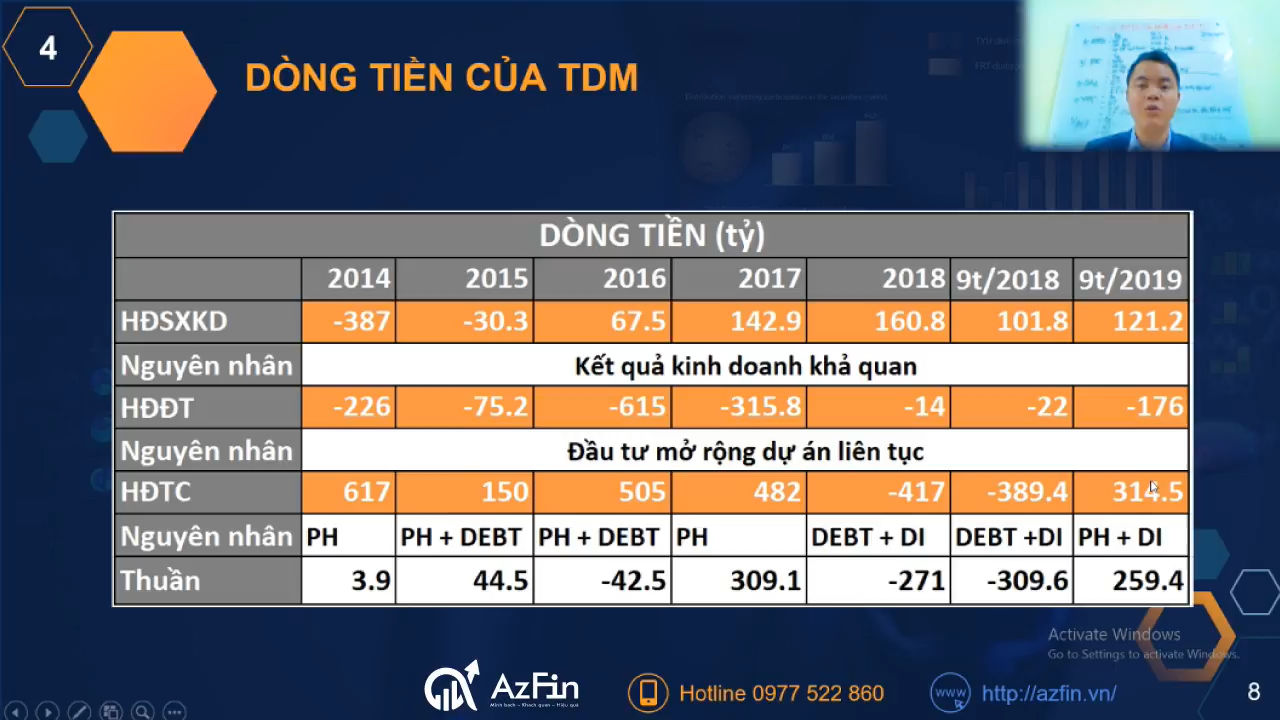 4
DÒNG TIỀN CỦA TDM
DÒNG TIỀN (tỷ)
2014 2015 2016 2017 2018 9t/2018 9t/2019
HĐSXKD -387 -30.3 67.5 142.9 160.8 101.8 121.2
Nguyên nhân Kết quả kinh doanh khả quan
HĐĐT -226 -75.2 -615 -315.8 -14 -22 -176
Nguyên nhân Đầu tư mở rộng dự án liên tục
HĐTC 617 150 505 482 -417 -389.4 314.5
Nguyên nhân PH PH + DEBT PH + DEBT PH DEBT + DI DEBT +DI PH + DI
Thuần 3.9 44.5 -42.5 309.1 -271 -309.6 259.4
Activate Windows
Go to Settings to activate Windows.
AzFin
Minh bạch - Khách quan - Hiệu quả
Hotline 0977 522 860
www
http://azfin.vn/
8